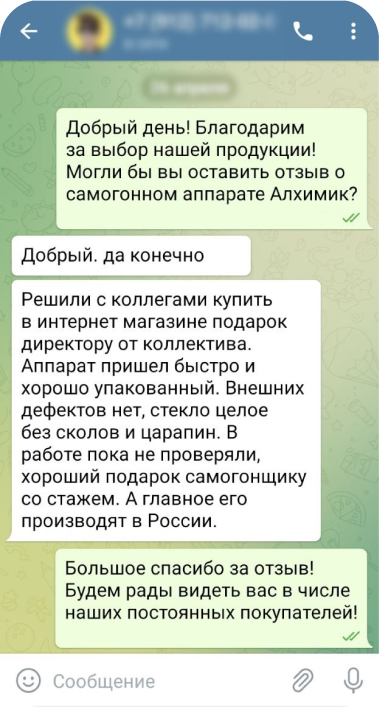 Добрый день! Благодарим
за выбор нашей продукции!
Могли бы вы оставить отзыв о
самогонном аппарате Алхимик?
Добрый. да конечно
Решили с коллегами купить
в интернет магазине подарок
директору от коллектива.
Аппарат пришел быстро и
хорошо упакованный. Внешних
дефектов нет, стекло целое
без сколов и царапин. В
работе пока не проверяли,
хороший подарок самогонщику
со стажем. А главное его
производят в России.
Большое спасибо за отзыв!
Будем рады видеть вас в числе
наших постоянных покупателей!
Сообщение